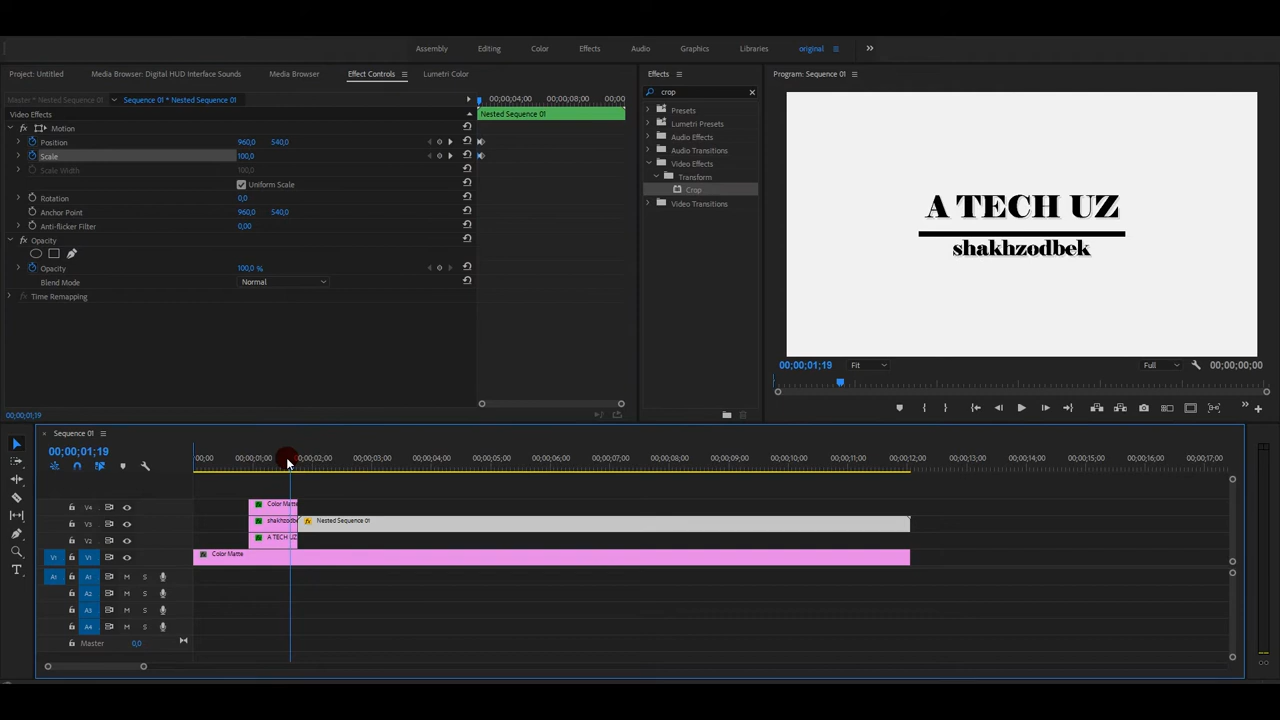 Assembly Editing Color Effects Audio Graphics Libraries original
Project: Untitled Media Browser: Digital HUD Interface Sounds Media Browser Effect Controls Lumetri Color Effects Program: Sequence 01
Master * Nested Sequence 01 Sequence 01 * Nested Sequence 01 00;00;04;00 00;00;08;00 00;00 crop
Video Effects Nested Sequence 01 Presets
fx Motion Lumetri Presets
Position 960,0 540,0 Audio Effects
Scale 100,0 Audio Transitions
Scale Width 100,0 Video Effects
Uniform Scale Transform
Rotation 0,0 Crop
Anchor Point 960,0 540,0 Video Transitions
Anti-flicker Filter 0,00
fx Opacity
Opacity 100,0 %
Blend Mode Normal
Time Remapping
A TECH UZ
shakhzodbek
00;00;01;19 Fit Full 00;00;00;00
00;00;01;19
Sequence 01
00;00;01;19 00;00 00;00;01;00 00;00;02;00 00;00;03;00 00;00;04;00 00;00;05;00 00;00;06;00 00;00;07;00 00;00;08;00 00;00;09;00 00;00;10;00 00;00;11;00 00;00;12;00 00;00;13;00 00;00;14;00 00;00;15;00 00;00;16;00 00;00;17;00
V4 Color Matte
V3 shakhzodbe Nested Sequence 01
V2 A TECH UZ
V1 V1 Color Matte
A1 A1 M S
A2 M S
A3 M S
A4 M S
Master 0,0